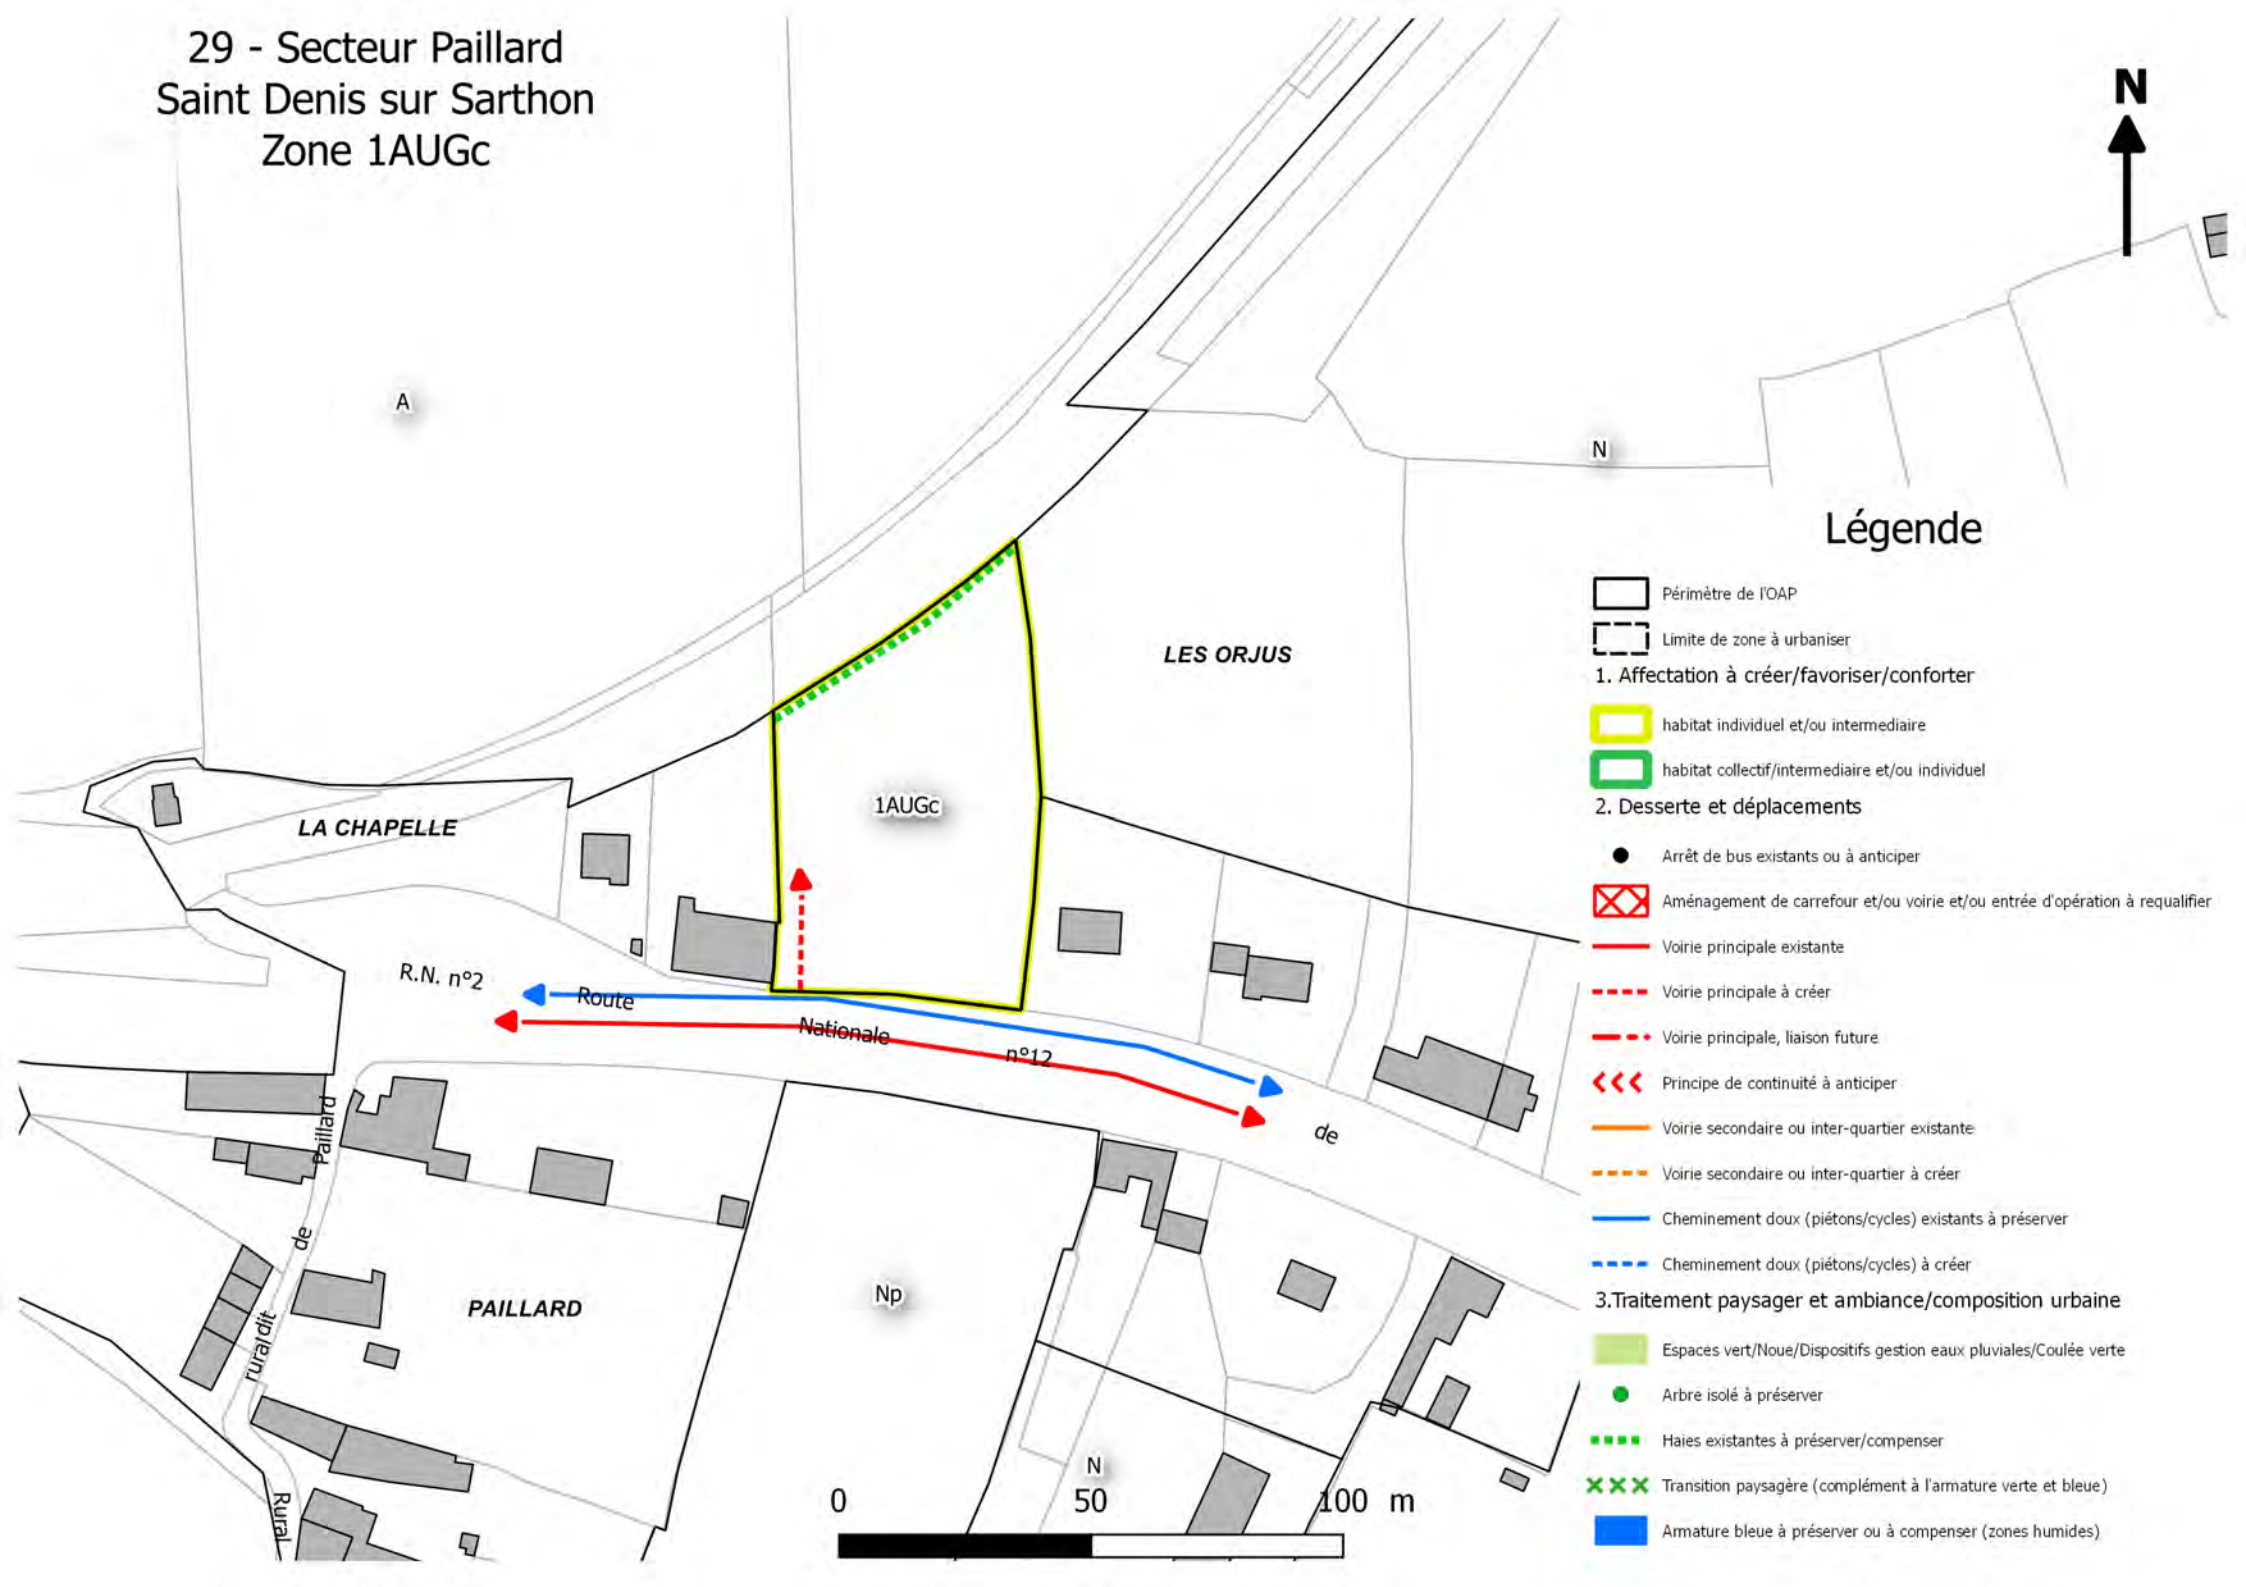 29 - Secteur Paillard
Saint Denis sur Sarthon
Zone 1AUGc
N
A
N
Légende
Périmètre de l'OAP
Limite de zone à urbaniser
1. Affectation à créer/favoriser/conforter
habitat individuel et/ou intermediaire
habitat collectif/intermediaire et/ou individuel
2. Desserte et déplacements
Arrêt de bus existants ou à anticiper
Aménagement de carrefour et/ou voirie et/ou entrée d'opération à requalifier
Voirie principale existante
Voirie principale à créer
Voirie principale, liaison future
Principe de continuité à anticiper
Voirie secondaire ou inter-quartier existante
Voirie secondaire ou inter-quartier à créer
Cheminement doux (piétons/cycles) existants à préserver
Cheminement doux (piétons/cycles) à créer
3.Traitement paysager et ambiance/composition urbaine
Espaces vert/Noue/Dispositifs gestion eaux pluviales/Coulée verte
Arbre isolé à préserver
Haies existantes à préserver/compenser
Transition paysagère (complément à l'armature verte et bleue)
Armature bleue à préserver ou à compenser (zones humides)
LES ORJUS
1AUGc
LA CHAPELLE
R.N. n°2
Route
Nationale
n°12
de
Paillard
de
rural dit
Rural
PAILLARD
Np
N
0 50 100 m